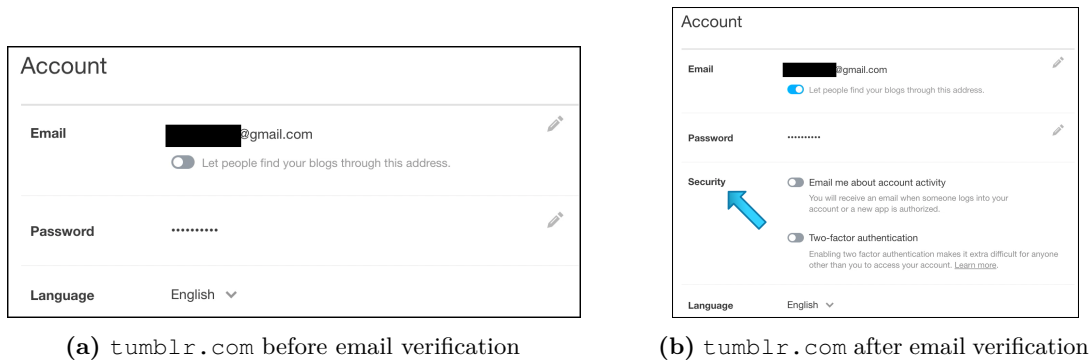 Account
Email
@gmail.com
Let people find your blogs through this address.
Password
••••••••••
Language
English
(a) tumblr.com before email verification
Account
Email
@gmail.com
Let people find your blogs through this address.
Password
••••••••••
Security
Email me about account activity
You will receive an email when someone logs into your
account or a new app is authorized.
Two-factor authentication
Enabling two factor authentication makes it extra difficult for anyone
other than you to access your account. Learn more.
Language
English
(b) tumblr.com after email verification